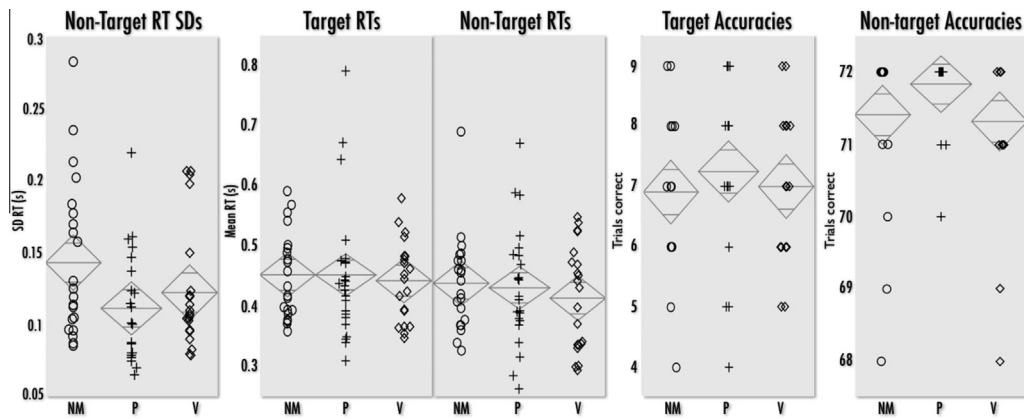 Non-Target RT SDs
Target RTs
Non-Target RTs
Target Accuracies
Non-target Accuracies
SD RT (s)
0.3
0.25
0.2
0.15
0.1
0.05
NM P V
Mean RT (s)
0.8
0.7
0.6
0.5
0.4
0.3
NM P V
NM P V
Trials correct
9
8
7
6
5
4
NM P V
Trials correct
72
71
70
69
68
NM P V